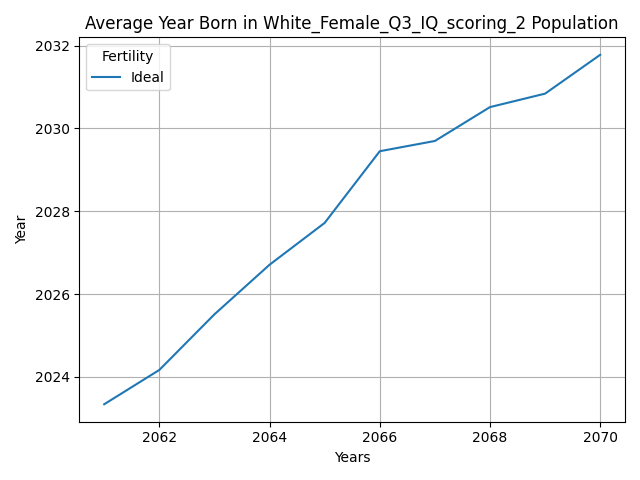 Average Year Born in White_Female_Q3_IQ_scoring_2 Population
Fertility
Ideal
2032
2030
2028
2026
2024
Year
2062 2064 2066 2068 2070
Years